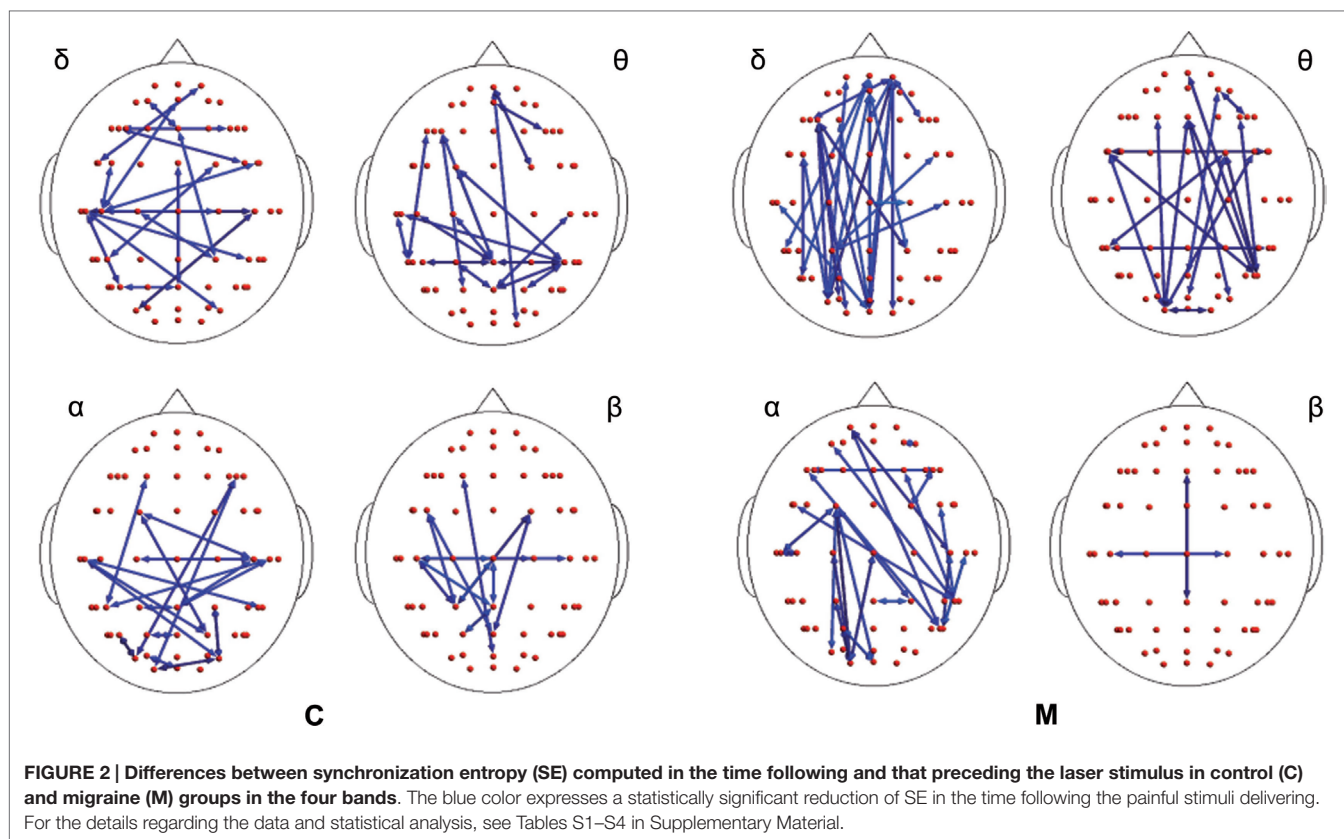 δ θ δ θ
α β α β
C M
FIGURE 2 | Differences between synchronization entropy (SE) computed in the time following and that preceding the laser stimulus in control (C)
and migraine (M) groups in the four bands. The blue color expresses a statistically significant reduction of SE in the time following the painful stimuli delivering.
For the details regarding the data and statistical analysis, see Tables S1–S4 in Supplementary Material.